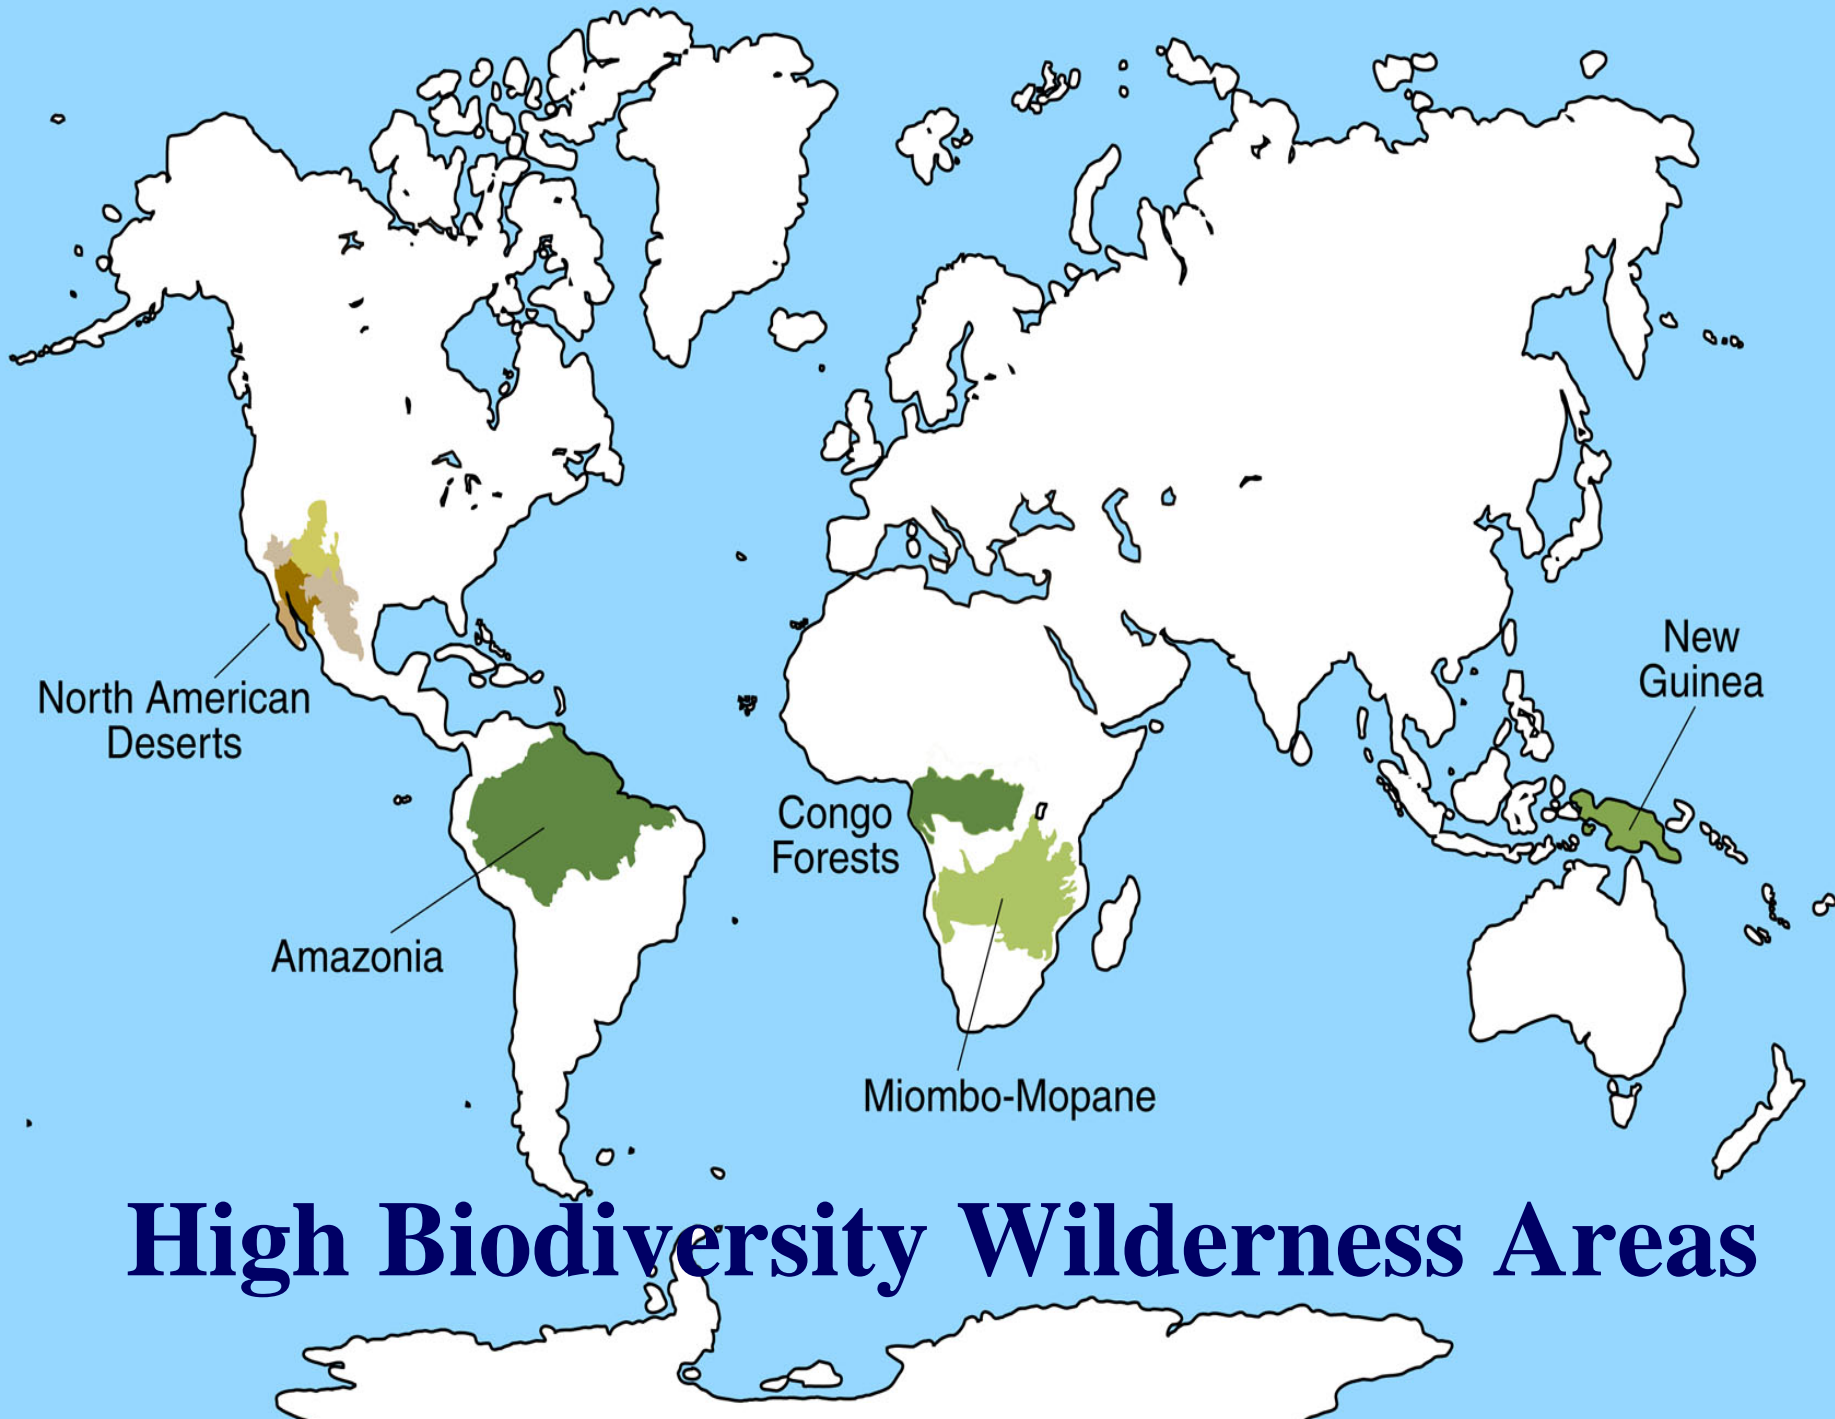 New
Guinea
North American
Deserts
Congo
Forests
Amazonia
Miombo-Mopane
High Biodiversity Wilderness Areas